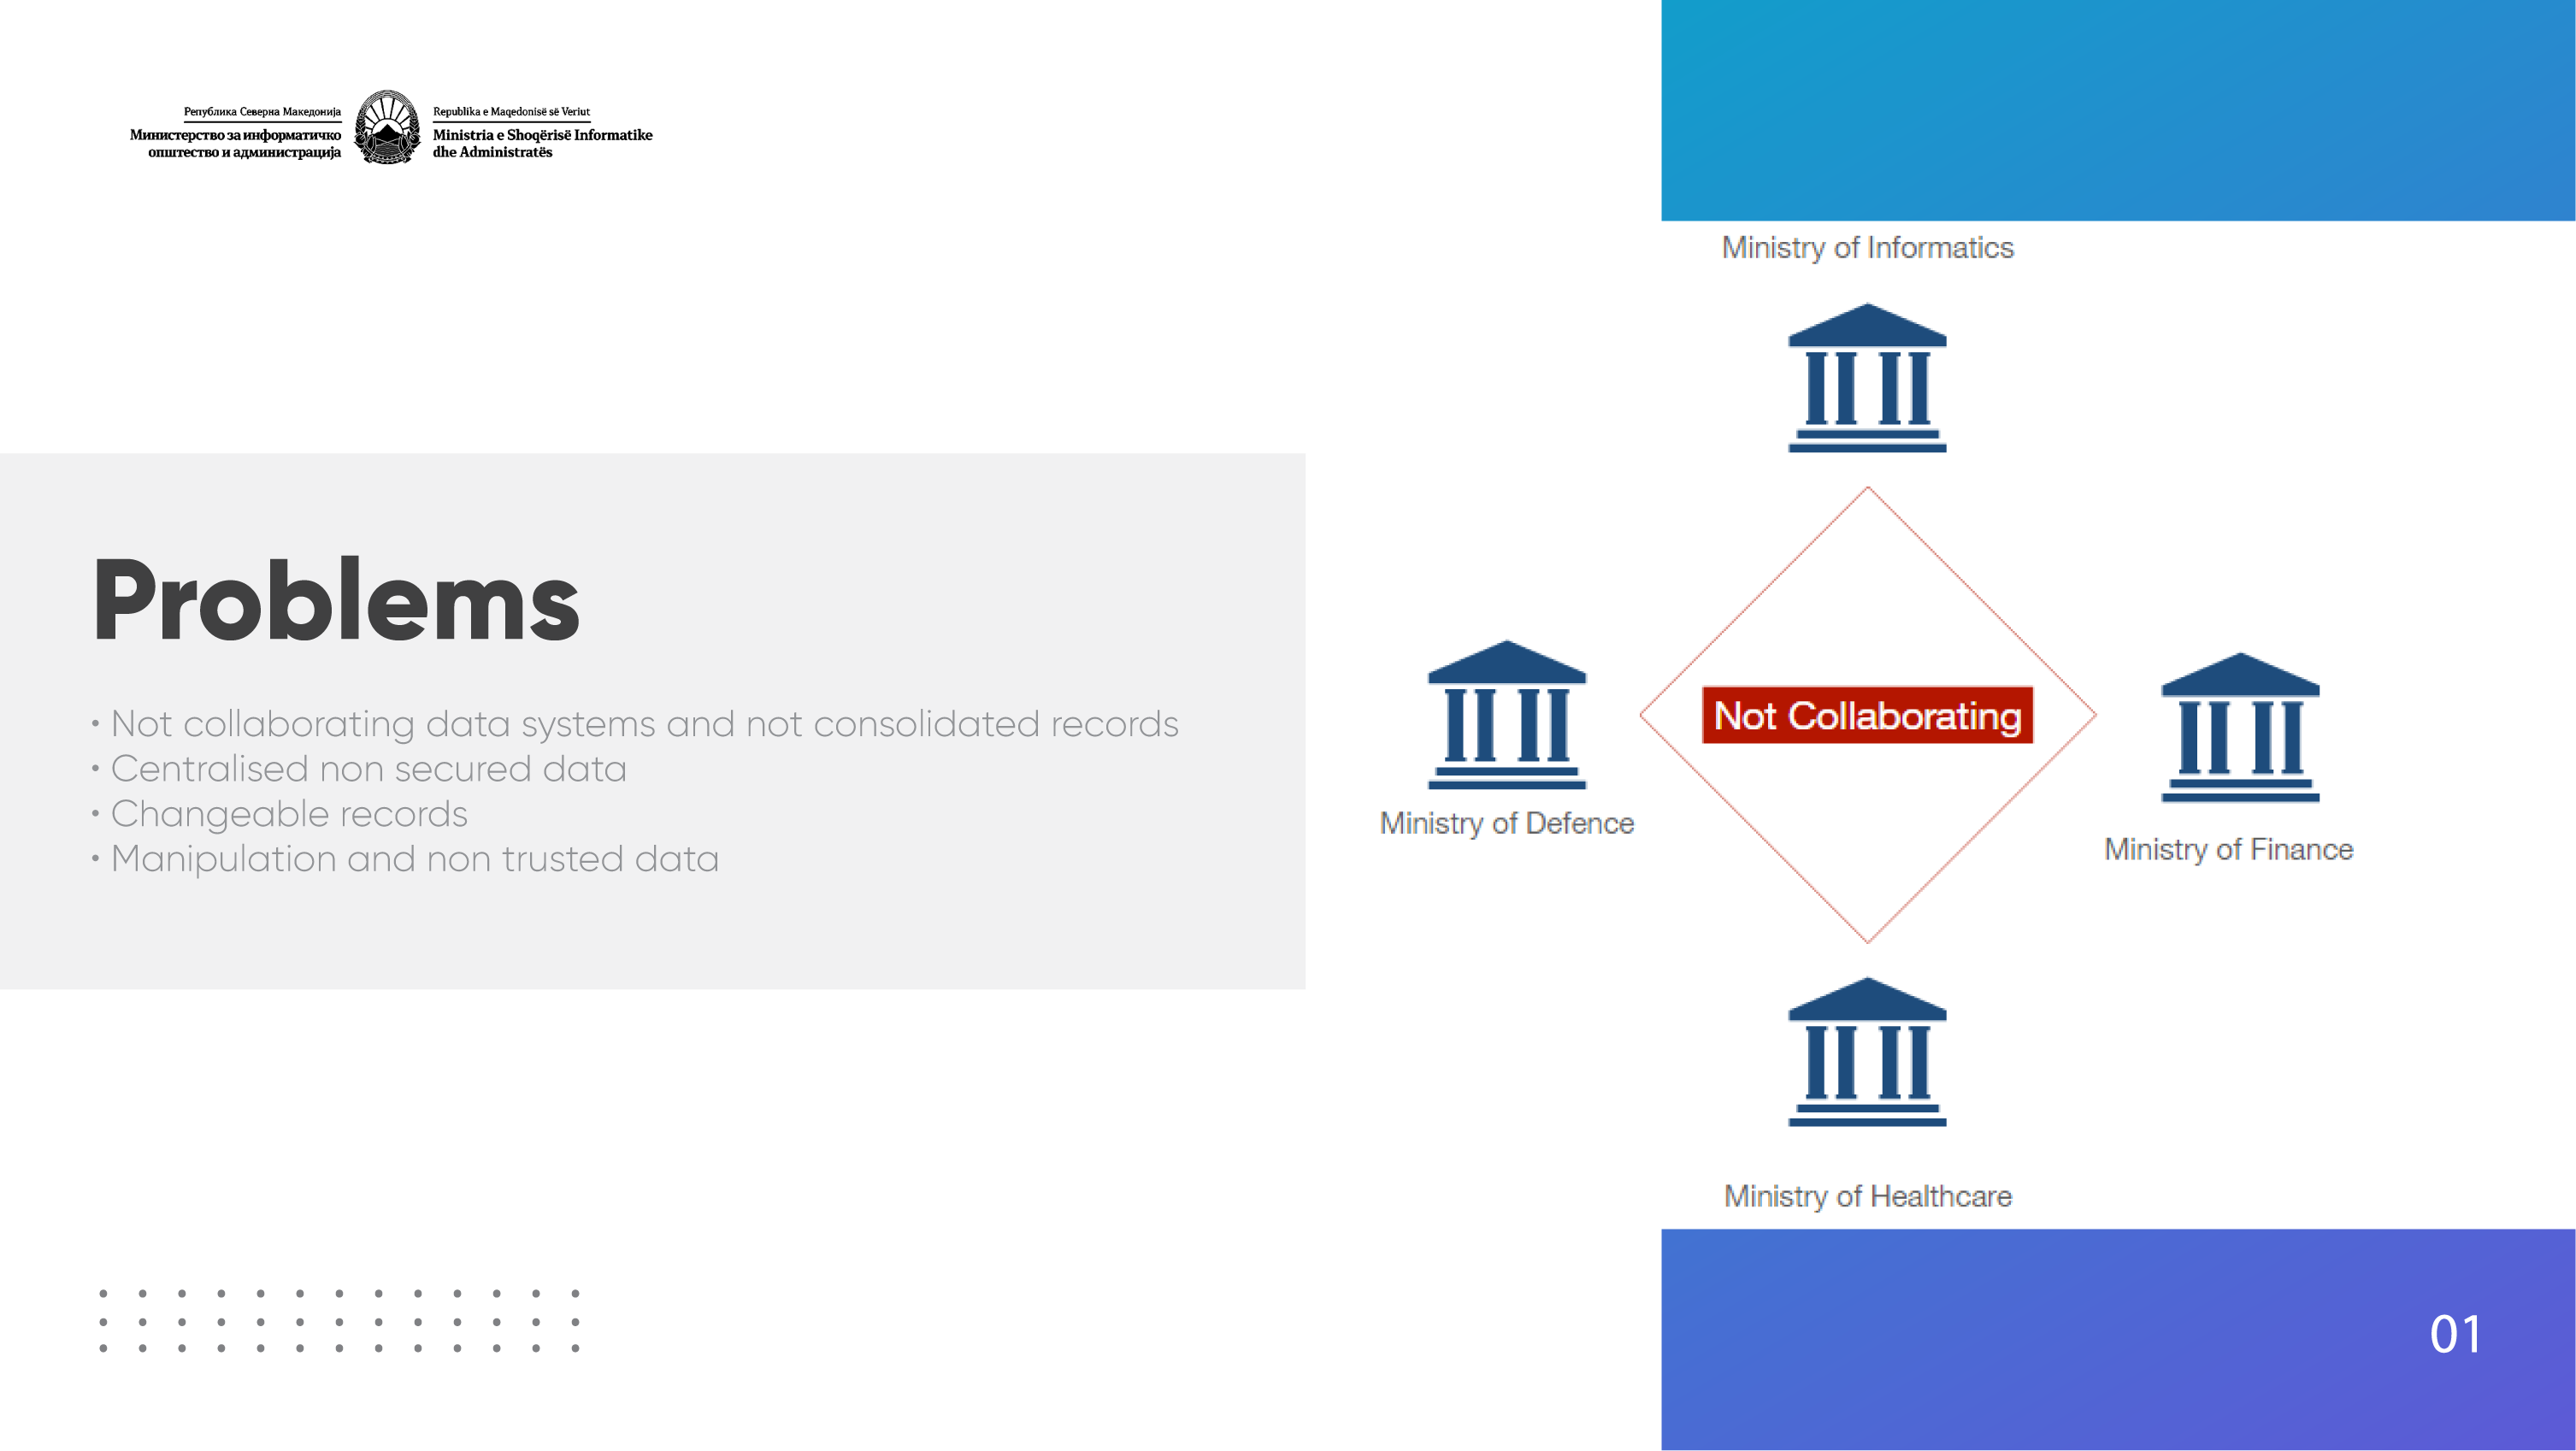 Република Северна Македонија
Министерство за информатичко
општество и администрација
Republika e Maqedonisë së Veriut
Ministria e Shoqërisë Informatike
dhe Administratës
Problems
• Not collaborating data systems and not consolidated records
• Centralised non secured data
• Changeable records
• Manipulation and non trusted data
Ministry of Informatics
Not Collaborating
Ministry of Defence
Ministry of Finance
Ministry of Healthcare
01